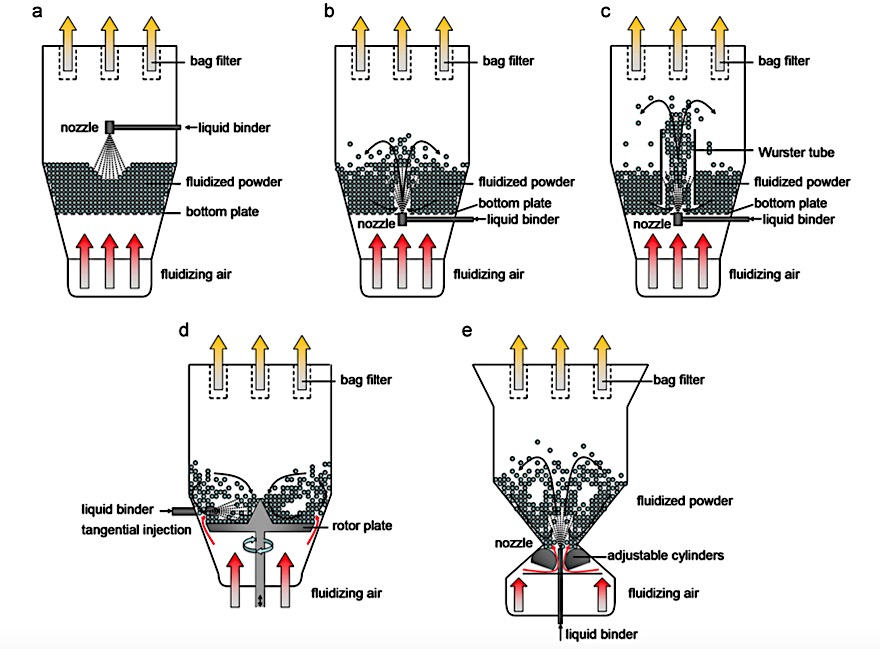 a
bag filter
nozzle
liquid binder
fluidized powder
bottom plate
fluidizing air
b
bag filter
fluidized powder
bottom plate
nozzle
liquid binder
fluidizing air
c
bag filter
Wurster tube
fluidized powder
bottom plate
nozzle
liquid binder
fluidizing air
d
bag filter
liquid binder
tangential injection
rotor plate
fluidizing air
e
bag filter
fluidized powder
nozzle
adjustable cylinders
fluidizing air
liquid binder